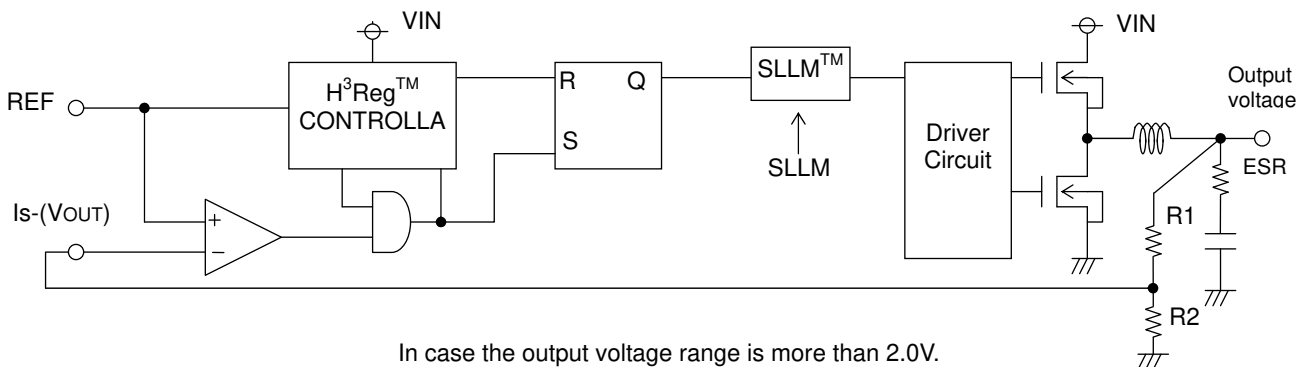 VIN
VIN
REF
H³Reg™
CONTROLLA
R
Q
S
SLLM™
SLLM
Driver
Circuit
Output
voltage
ESR
Is-(VOUT)
+
−
R1
R2
In case the output voltage range is more than 2.0V.